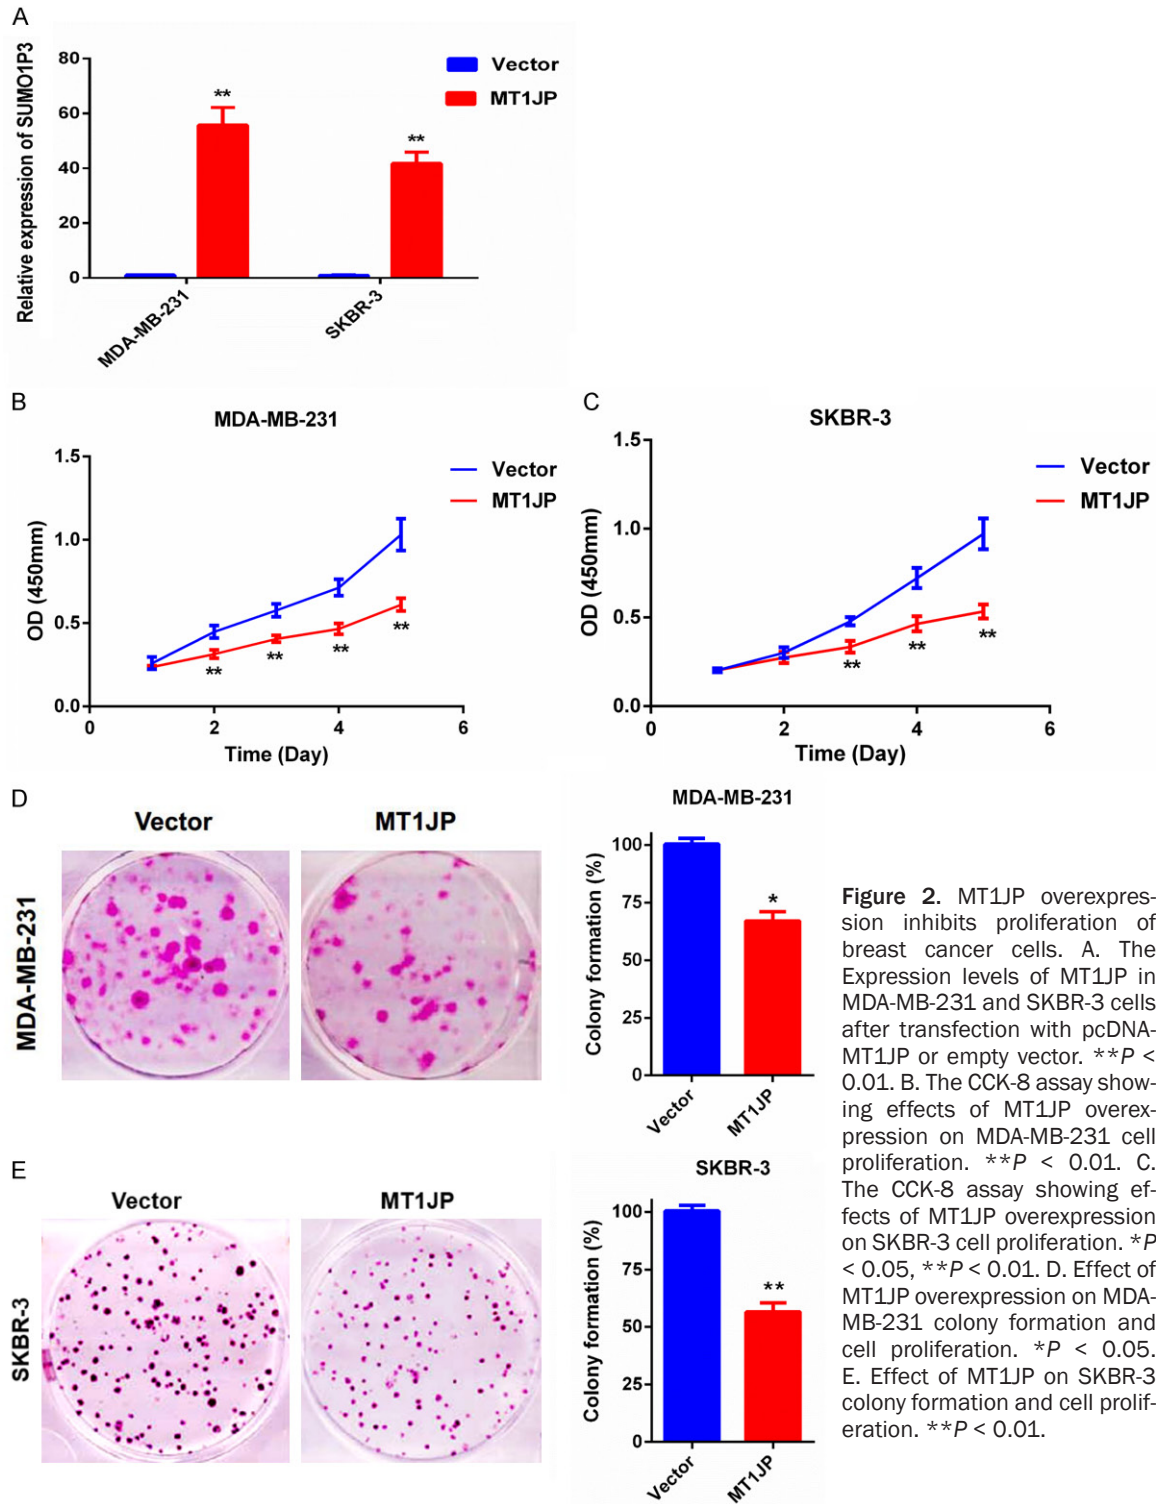 A
Relative expression of SUMO1P3
80
60
40
20
0
**
**
Vector
MT1JP
MDA-MB-231
SKBR-3
B
MDA-MB-231
OD (450mm)
1.5
1.0
0.5
0.0
Vector
MT1JP
**
**
**
**
0
2
4
6
Time (Day)
C
SKBR-3
OD (450mm)
1.5
1.0
0.5
0.0
Vector
MT1JP
**
**
**
0
2
4
6
Time (Day)
D
Vector
MT1JP
MDA-MB-231
MDA-MB-231
Colony formation (%)
100
75
50
25
0
*
Vector
MT1JP
E
Vector
MT1JP
SKBR-3
SKBR-3
Colony formation (%)
100
75
50
25
0
**
Vector
MT1JP
Figure 2. MT1JP overexpres-
sion inhibits proliferation of
breast cancer cells. A. The
Expression levels of MT1JP in
MDA-MB-231 and SKBR-3 cells
after transfection with pcDNA-
MT1JP or empty vector. **P <
0.01. B. The CCK-8 assay show-
ing effects of MT1JP overex-
pression on MDA-MB-231 cell
proliferation. **P < 0.01. C.
The CCK-8 assay showing ef-
fects of MT1JP overexpression
on SKBR-3 cell proliferation. *P
< 0.05, **P < 0.01. D. Effect of
MT1JP overexpression on MDA-
MB-231 colony formation and
cell proliferation. *P < 0.05.
E. Effect of MT1JP on SKBR-3
colony formation and cell prolif-
eration. **P < 0.01.